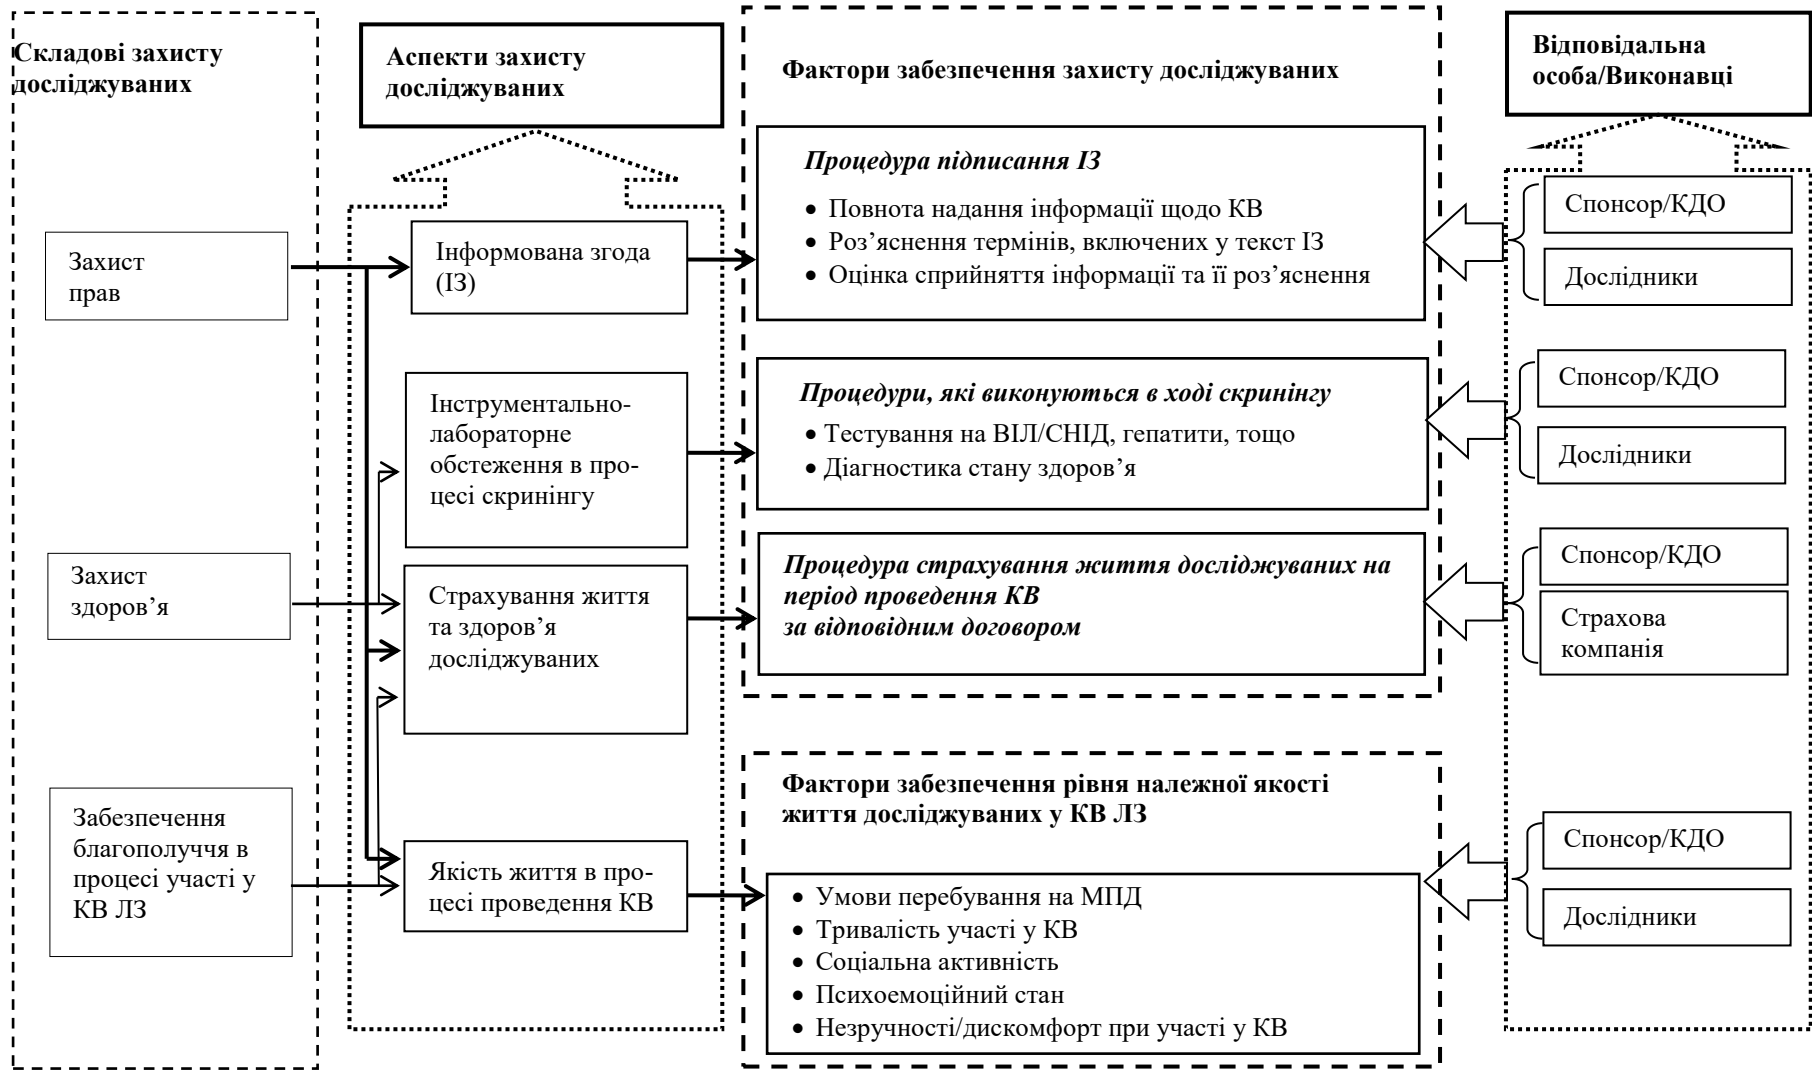 Складові захисту
досліджуваних
Захист
прав
Захист
здоров’я
Забезпечення
благополуччя в
процесі участі у
КВ ЛЗ
Аспекти захисту
досліджуваних
Інформована згода
(ІЗ)
Інструментально-
лабораторне
обстеження в про-
цесі скринінгу
Страхування життя
та здоров’я
досліджуваних
Якість життя в про-
цесі проведення КВ
Фактори забезпечення захисту досліджуваних
Процедура підписання ІЗ
• Повнота надання інформації щодо КВ
• Роз’яснення термінів, включених у текст ІЗ
• Оцінка сприйняття інформації та її роз’яснення
Процедури, які виконуються в ході скринінгу
• Тестування на ВІЛ/СНІД, гепатити, тощо
• Діагностика стану здоров’я
Процедура страхування життя досліджуваних на
період проведення КВ
за відповідним договором
Фактори забезпечення рівня належної якості
життя досліджуваних у КВ ЛЗ
• Умови перебування на МПД
• Тривалість участі у КВ
• Соціальна активність
• Психоемоційний стан
• Незручності/дискомфорт при участі у КВ
Відповідальна
особа/Виконавці
Спонсор/КДО
Дослідники
Спонсор/КДО
Дослідники
Спонсор/КДО
Страхова
компанія
Спонсор/КДО
Дослідники